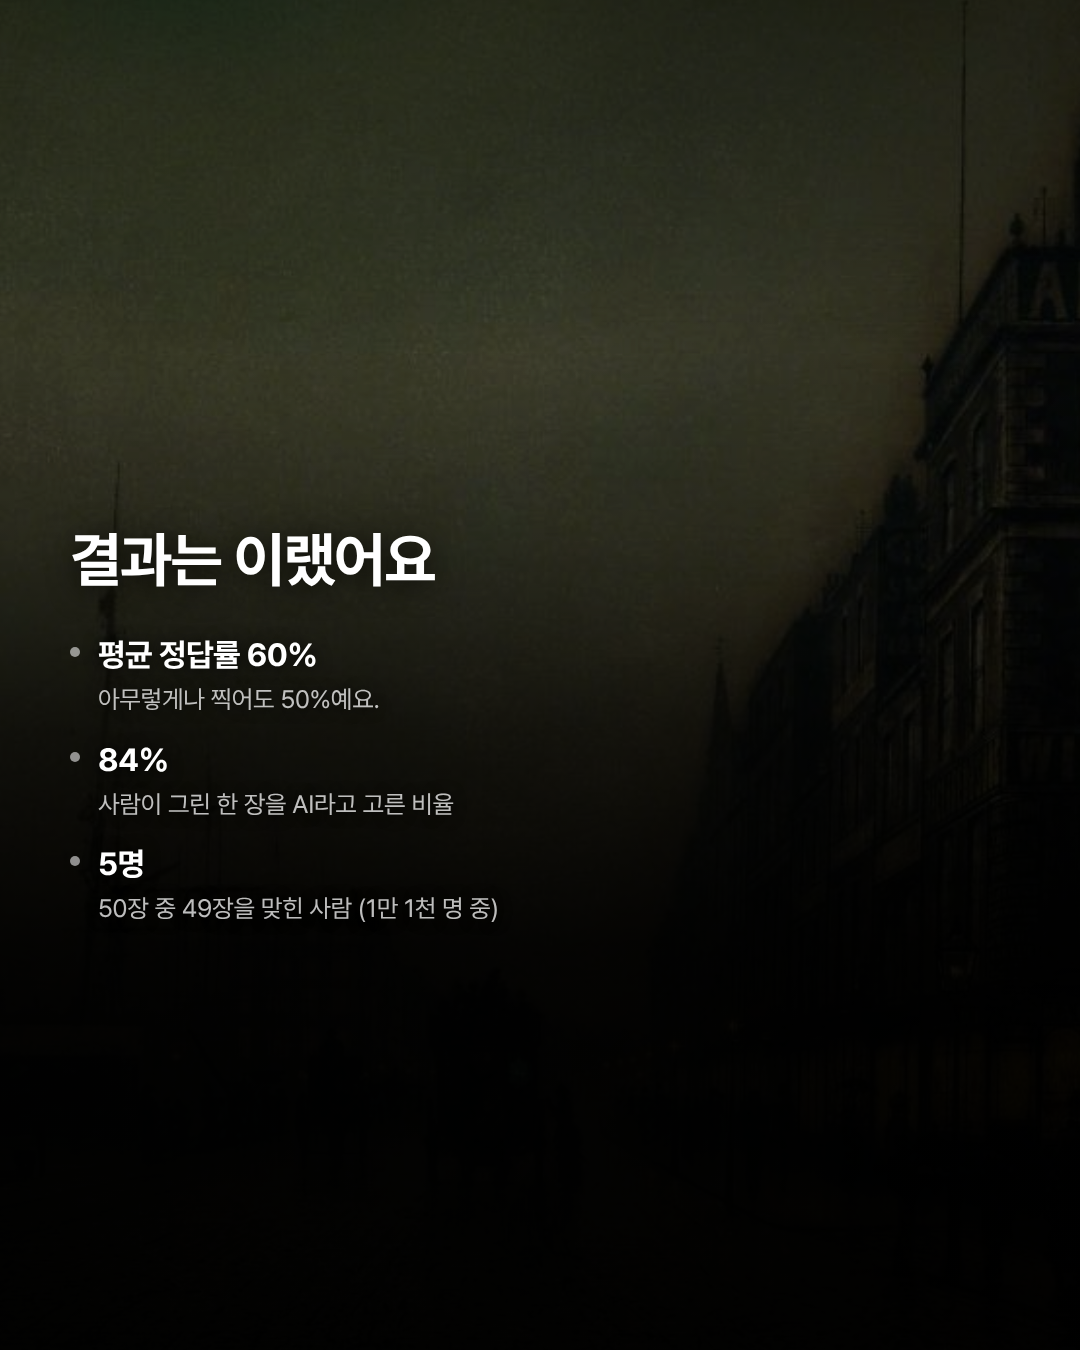 결과는 이랬어요
평균 정답률 60%
아무렇게나 찍어도 50%예요.
84%
사람이 그린 한 장을 AI라고 고른 비율
5명
50장 중 49장을 맞힌 사람 (1만 1천 명 중)